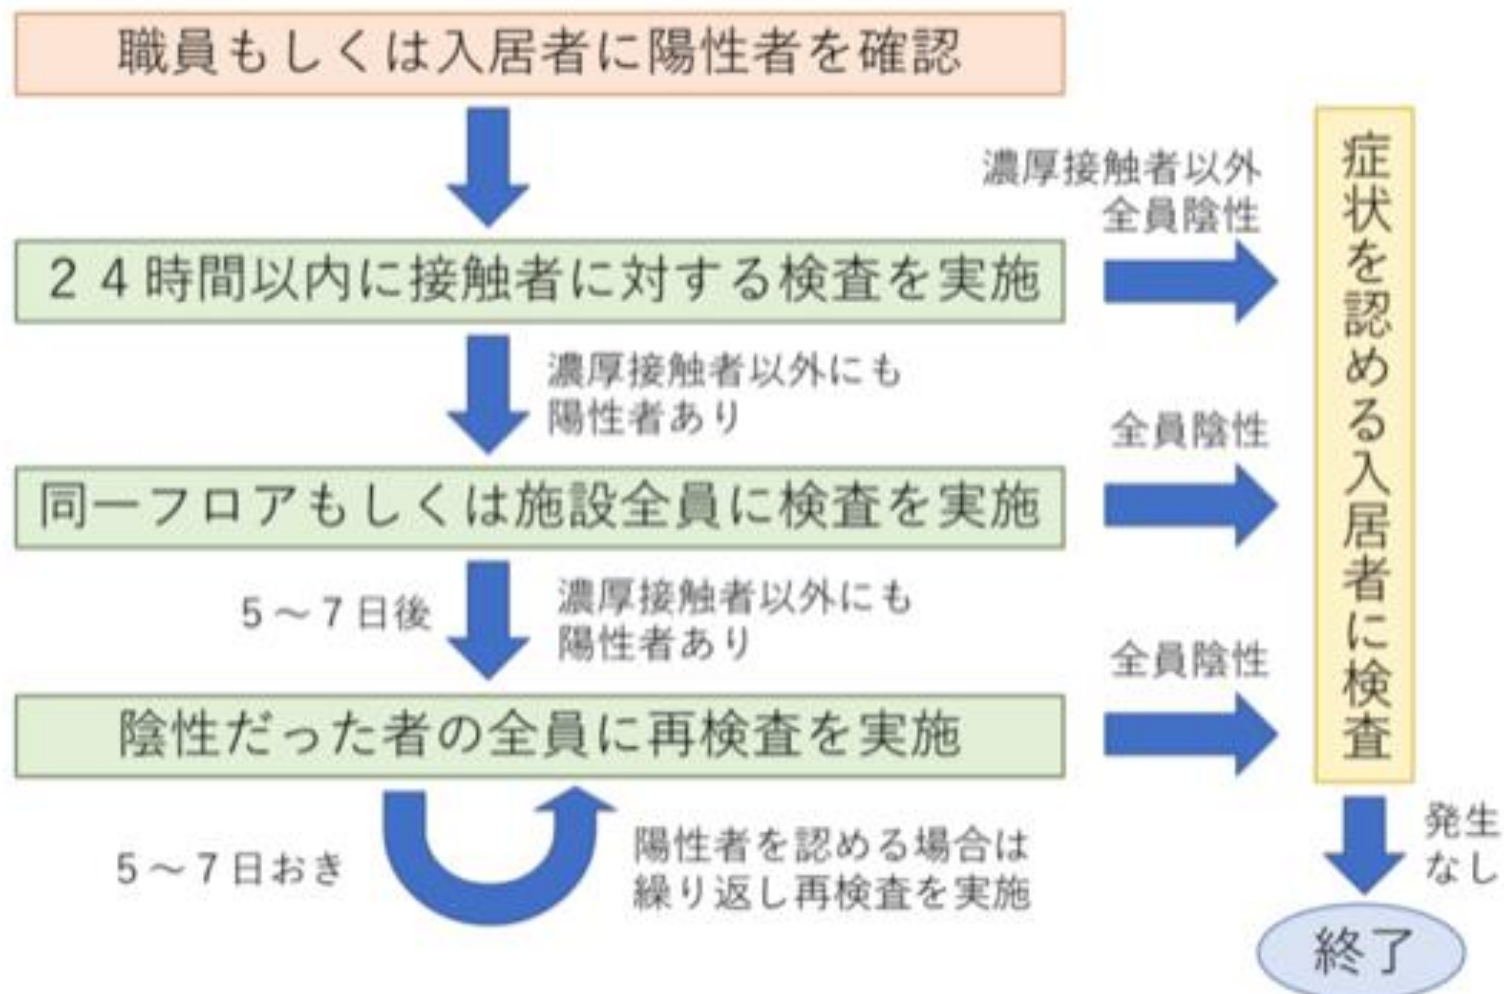 職員もしくは入居者に陽性者を確認
濃厚接触者以外
全員陰性
２４時間以内に接触者に対する検査を実施
濃厚接触者以外にも
陽性者あり
全員陰性
同一フロアもしくは施設全員に検査を実施
５～７日後
濃厚接触者以外にも
陽性者あり
全員陰性
陰性だった者の全員に再検査を実施
５～７日おき
陽性者を認める場合は
繰り返し再検査を実施
症状を認める入居者に検査
発生
なし
終了